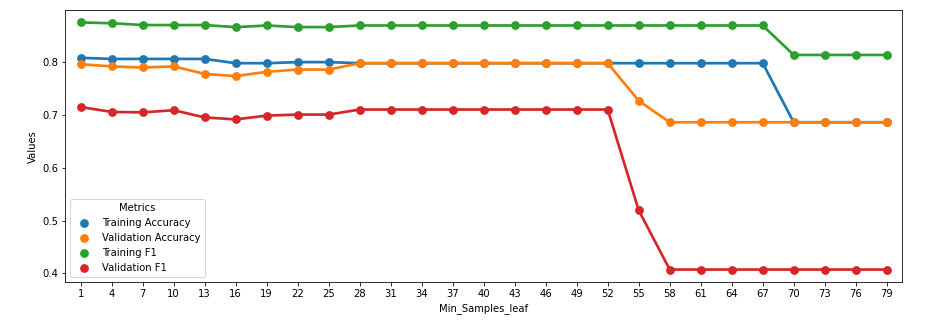 0.8
0.7
0.6
0.5
0.4
Values
Metrics
Training Accuracy
Validation Accuracy
Training F1
Validation F1
1 4 7 10 13 16 19 22 25 28 31 34 37 40 43 46 49 52 55 58 61 64 67 70 73 76 79
Min_Samples_leaf